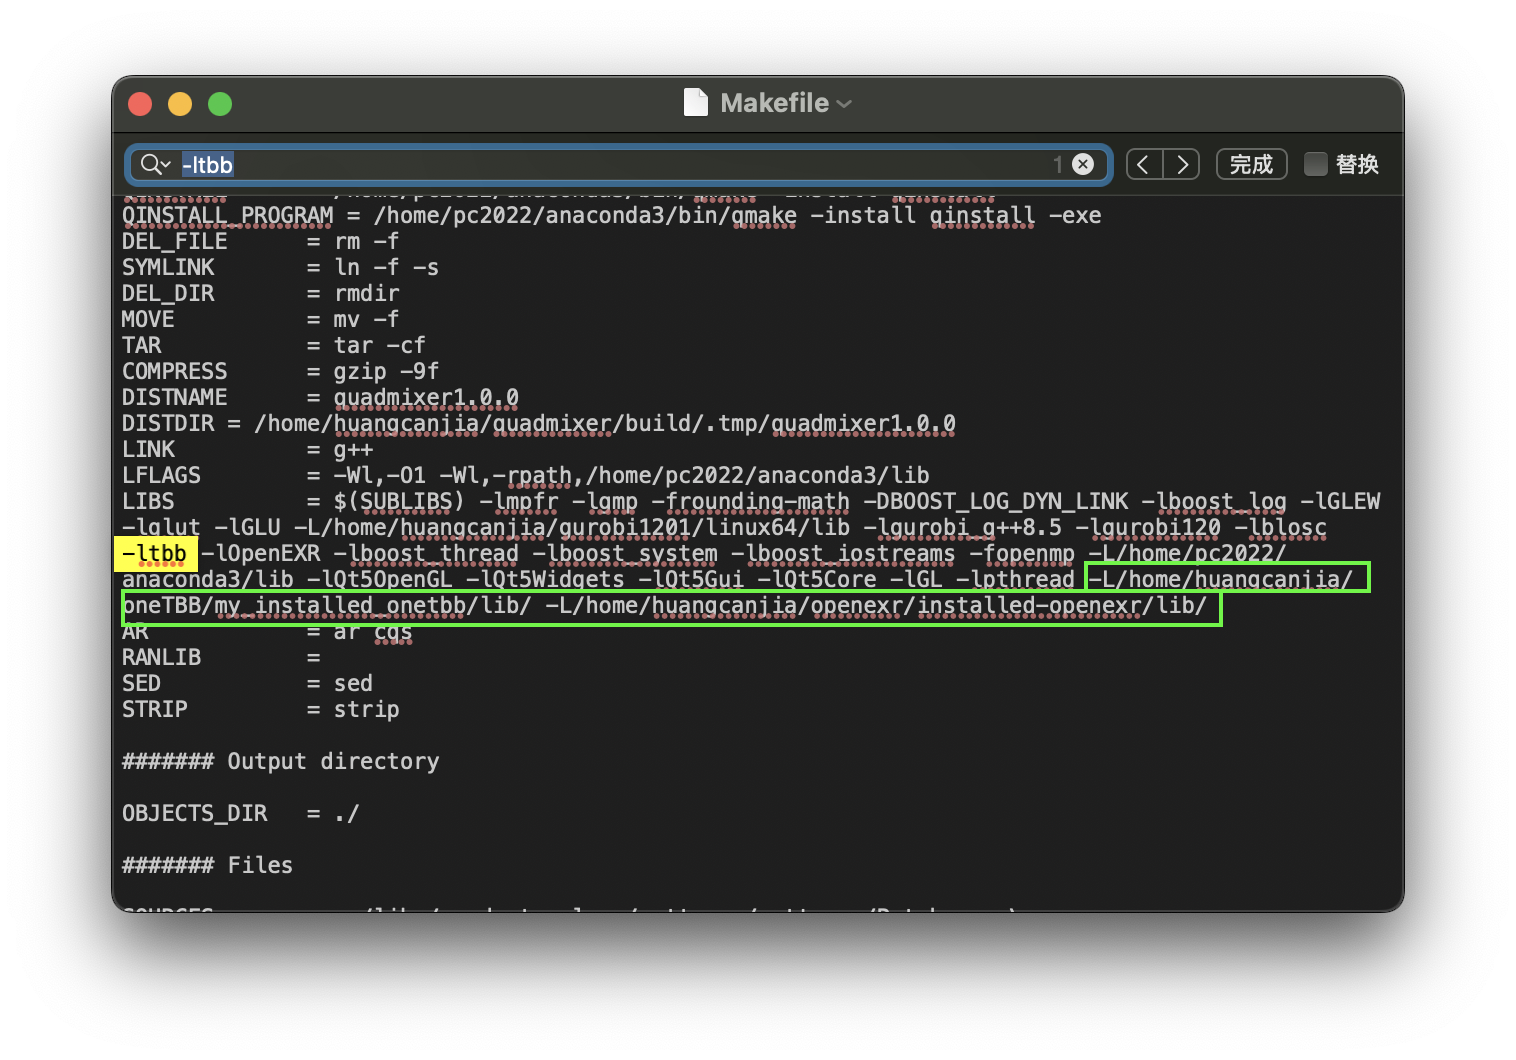 Makefile
-ltbb 1 完成 替换
QINSTALL_PROGRAM = /home/pc2022/anaconda3/bin/qmake -install qinstall -exe
DEL_FILE = rm -f
SYMLINK = ln -f -s
DEL_DIR = rmdir
MOVE = mv -f
TAR = tar -cf
COMPRESS = gzip -9f
DISTNAME = quadmixer1.0.0
DISTDIR = /home/huangcanjia/quadmixer/build/.tmp/quadmixer1.0.0
LINK = g++
LFLAGS = -Wl,-O1 -Wl,-rpath,/home/pc2022/anaconda3/lib
LIBS = $(SUBLIBS) -lmpfr -lgmp -frounding-math -DBOOST_LOG_DYN_LINK -lboost_log -lGLEW
-lglut -lGLU -L/home/huangcanjia/gurobi1201/linux64/lib -lgurobi_g++8.5 -lgurobi120 -lblosc
-ltbb -lOpenEXR -lboost_thread -lboost_system -lboost_iostreams -fopenmp -L/home/pc2022/
anaconda3/lib -lQt5OpenGL -lQt5Widgets -lQt5Gui -lQt5Core -lGL -lpthread -L/home/huangcanjia/
oneTBB/my_installed_onetbb/lib/ -L/home/huangcanjia/openexr/installed-openexr/lib/
AR = ar cqs
RANLIB =
SED = sed
STRIP = strip
####### Output directory
OBJECTS_DIR = ./
####### Files